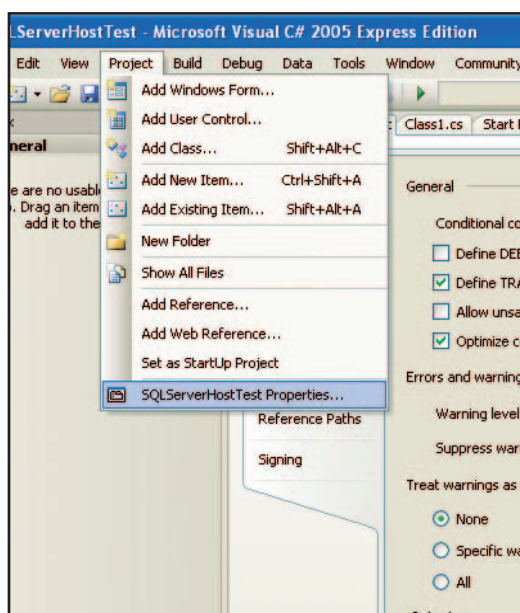 LServerHostTest - Microsoft Visual C# 2005 Express Edition
Edit View Project Build Debug Data Tools Window Community
Add Windows Form...
Add User Control...
Add Class... Shift+Alt+C
Add New Item... Ctrl+Shift+A
Add Existing Item... Shift+Alt+A
New Folder
Show All Files
Add Reference...
Add Web Reference...
Set as StartUp Project
SQLServerHostTest Properties...
neral
e are no usabl
. Drag an item
add it to the
Reference Paths
Signing
Class1.cs Start
General
Conditional co
Define DE
Define TRA
Allow unsa
Optimize c
Errors and warning
Warning level
Suppress war
Treat warnings as
None
Specific wa
All